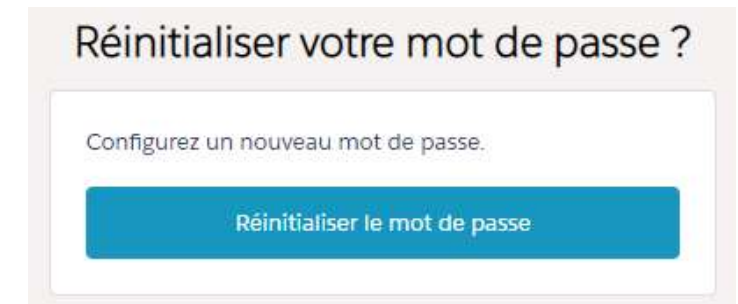 Réinitialiser votre mot de passe ?
Configurez un nouveau mot de passe.
Réinitialiser le mot de passe